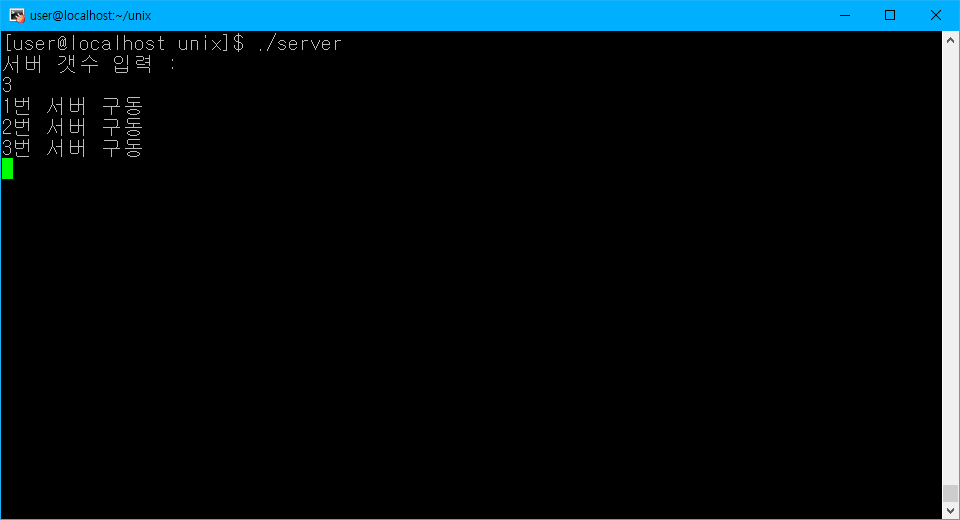 user@localhost:~/unix
[user@localhost unix]$ ./server
서버 갯수 입력 :
3
1번 서버 구동
2번 서버 구동
3번 서버 구동